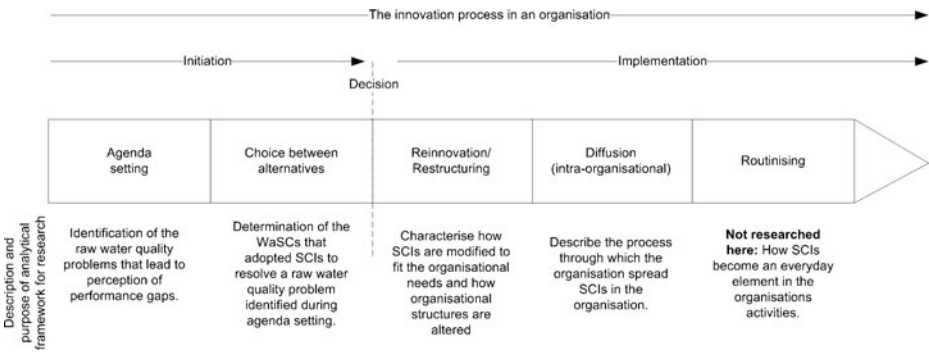 The innovation process in an organisation
Initiation
Implementation
Decision
Agenda
setting
Choice between
alternatives
Reinnovation/
Restructuring
Diffusion
(intra-organisational)
Routinising
Description and
purpose of analytical
framework for research
Identification of the
raw water quality
problems that lead to
perception of
performance gaps.
Determination of the
WaSCs that
adopted SCIs to
resolve a raw water
quality problem
identified during
agenda setting.
Characterise how
SCIs are modified to
fit the organisational
needs and how
organisational
structures are
altered
Describe the process
through which the
organisation spread
SCIs in the
organisation.
Not researched
here: How SCIs
become an everyday
element in the
organisations
activities.